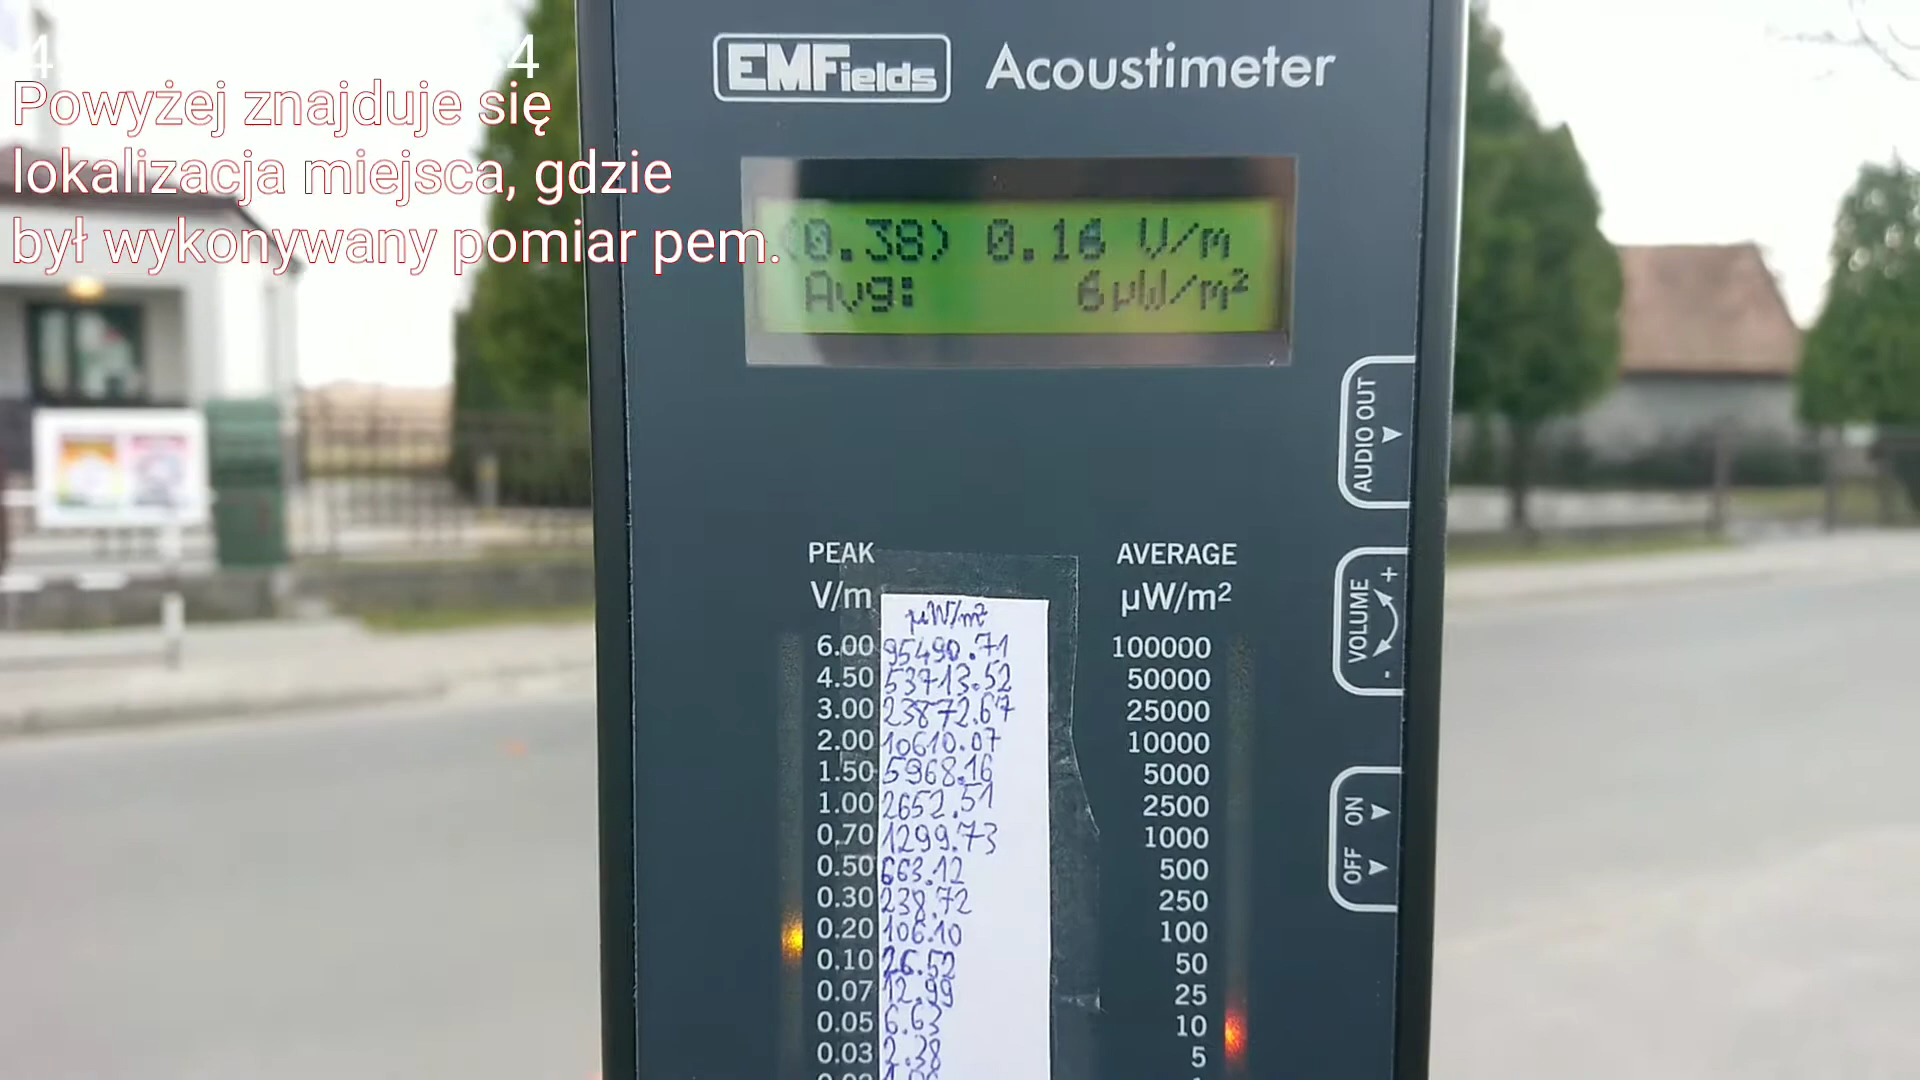 4 4
Powyżej znajduje się
lokalizacja miejsca, gdzie
był wykonywany pomiar pem.
EMFields Acoustimeter
(0.38) 0.16 V/m
Avg: 6µW/m²
AUDIO OUT
VOLUME + -
OFF ON
PEAK AVERAGE
V/m µW/m² µW/m²
6.00 95490.71 100000
4.50 53713.52 50000
3.00 23872.67 25000
2.00 10610.07 10000
1.50 5968.16 5000
1.00 2652.51 2500
0.70 1299.73 1000
0.50 663.12 500
0.30 238.72 250
0.20 106.10 100
0.10 26.52 50
0.07 12.99 25
0.05 6.63 10
0.03 2.38 5